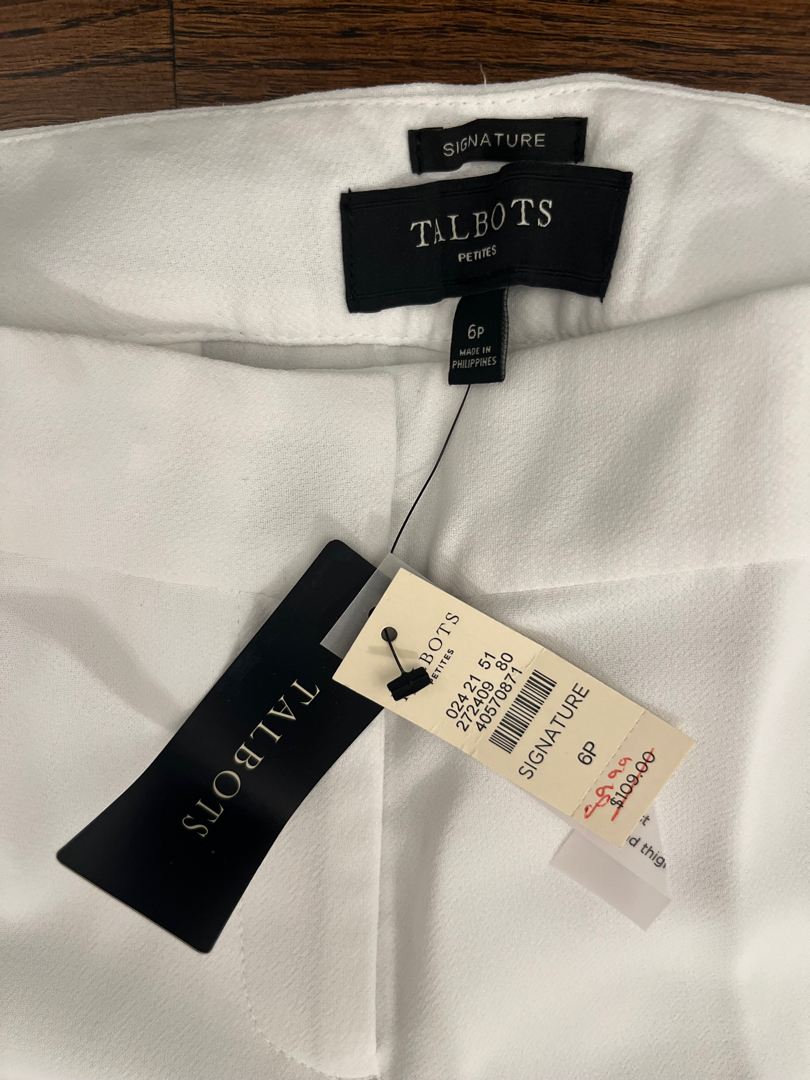 SIGNATURE
TALBOTS
PETITES
6P
MADE IN
PHILIPPINES
TALBOTS
BOTS
ETITES
024 21 51
272409 80
40570871
SIGNATURE
6P
$109.00